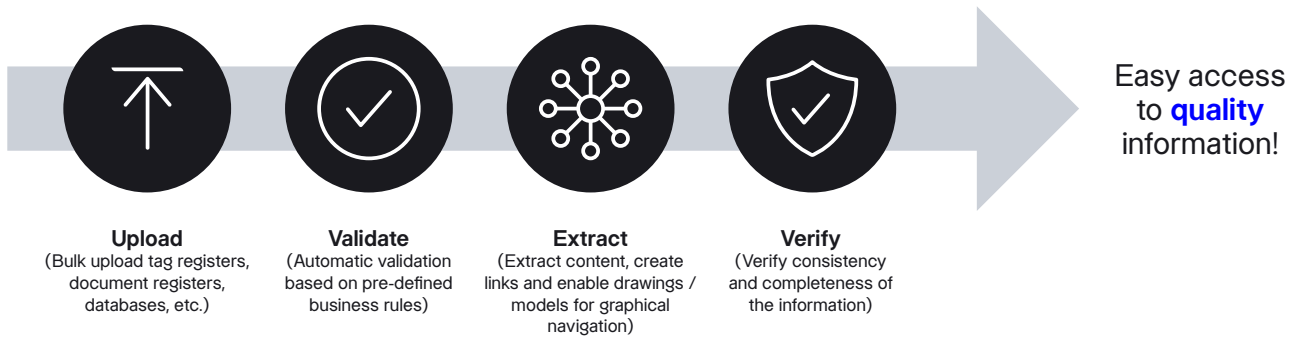 Easy access
to quality
information!
Upload
(Bulk upload tag registers,
document registers,
databases, etc.)
Validate
(Automatic validation
based on pre-defined
business rules)
Extract
(Extract content, create
links and enable drawings /
models for graphical
navigation)
Verify
(Verify consistency
and completeness of
the information)